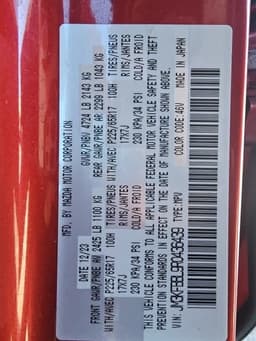 MFD. BY MAZDA MOTOR CORPORATION
DATE 12/23 GVWR/PNBV 4724 LB 2143 KG
FRONT GAWR/PNBE AV 2425 LB 1100 KG REAR GAWR/PNBE AR 2299 LB 1043 KG
WITH/AVEC P225/65R17 100H TIRES/PNEUS WITH/AVEC P225/65R17 100H TIRES/PNEUS
17X7J RIMS/JANTES 17X7J RIMS/JANTES
230 KPA/34 PSI COLD/A FROID 230 KPA/34 PSI COLD/A FROID
THIS VEHICLE CONFORMS TO ALL APPLICABLE
FEDERAL MOTOR VEHICLE SAFETY AND THEFT
PREVENTION STANDARDS IN EFFECT ON THE
DATE OF MANUFACTURE SHOWN ABOVE.
TYPE: MPV COLOR CODE: 46V MADE IN JAPAN